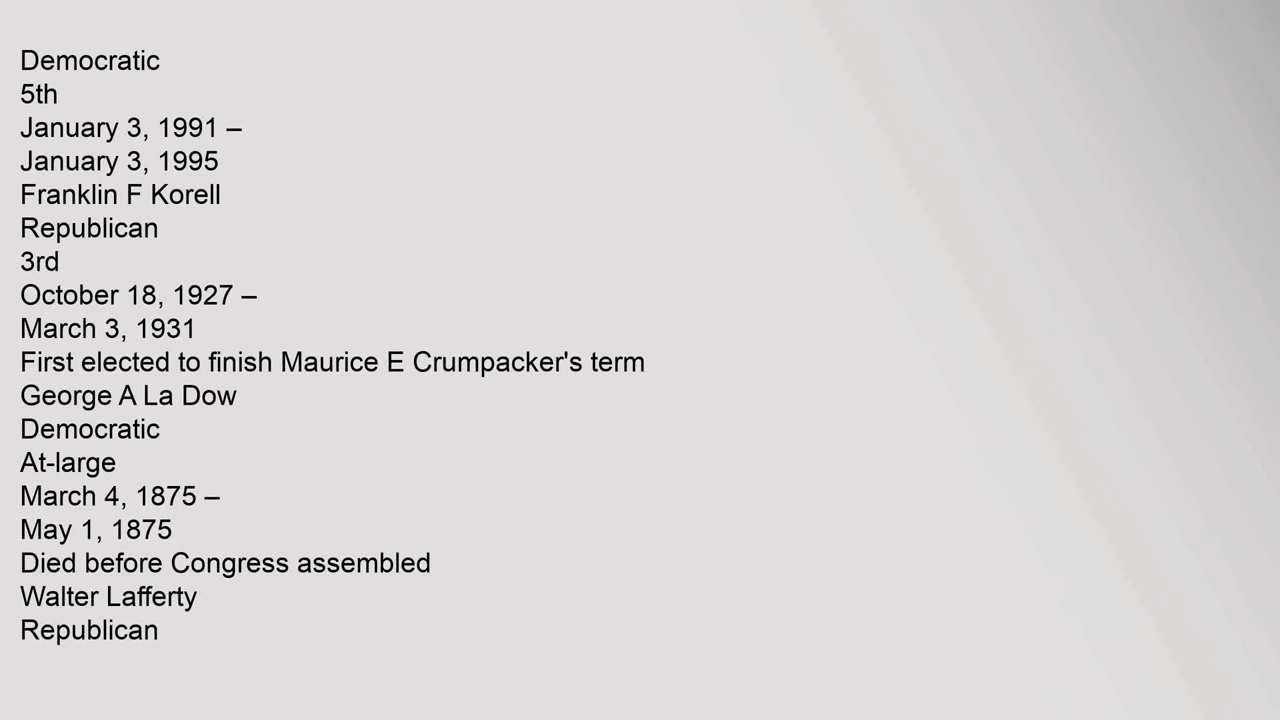 Democratic
5th
January 3, 1991 –
January 3, 1995
Franklin F Korell
Republican
3rd
October 18, 1927 –
March 3, 1931
First elected to finish Maurice E Crumpacker's term
George A La Dow
Democratic
At-large
March 4, 1875 –
May 1, 1875
Died before Congress assembled
Walter Lafferty
Republican